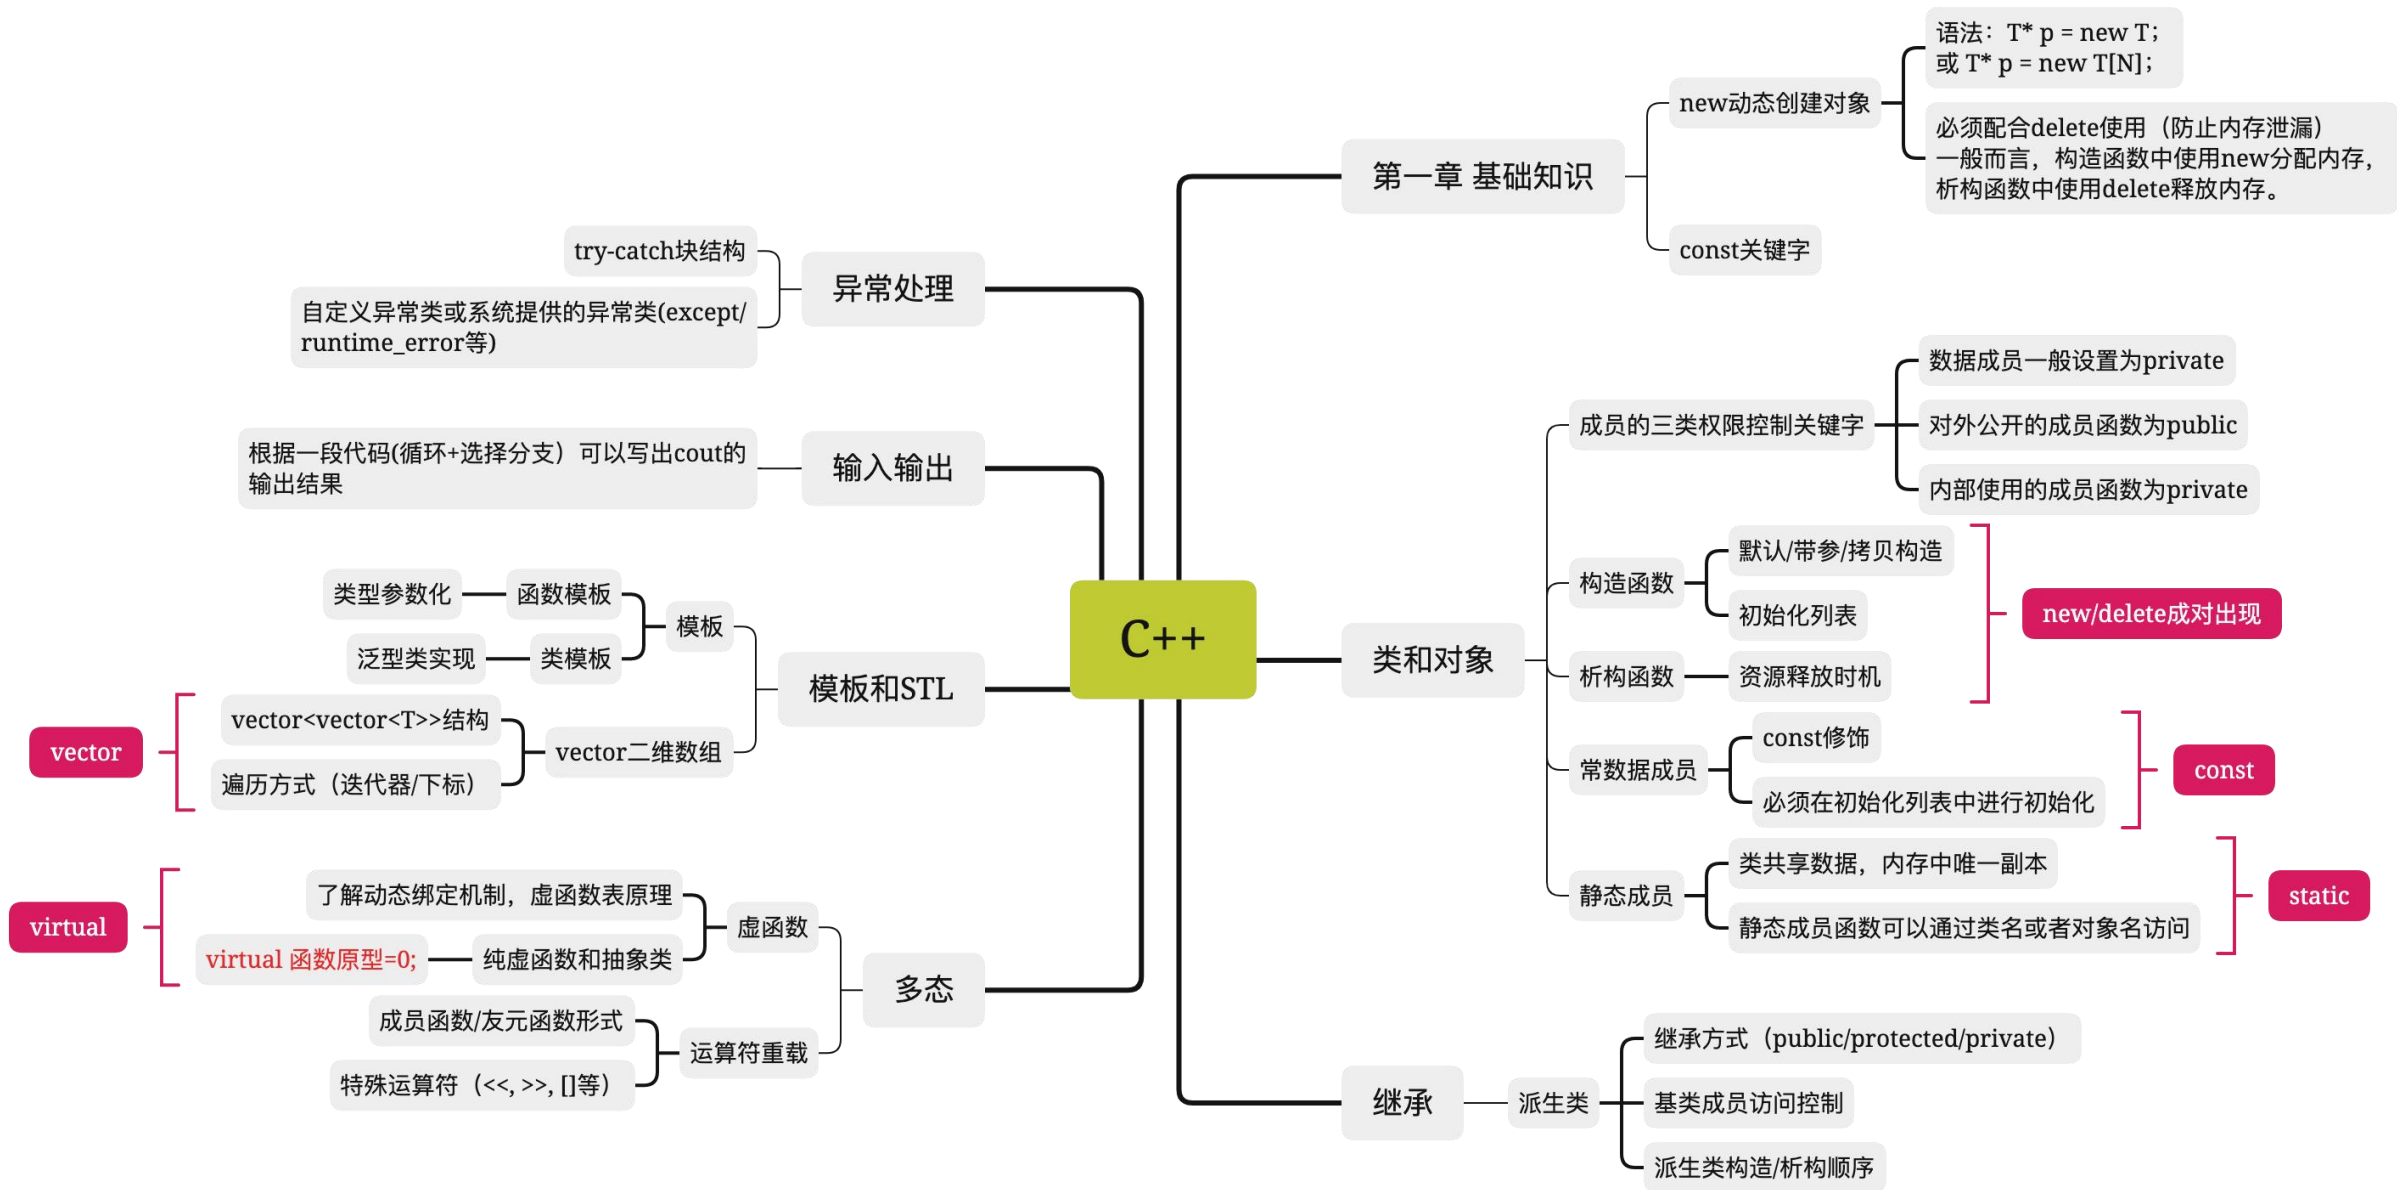 C++
第一章 基础知识
new动态创建对象
语法：T* p = new T；
或 T* p = new T[N]；
必须配合delete使用（防止内存泄漏）
一般而言，构造函数中使用new分配内存，
析构函数中使用delete释放内存。
const关键字
类和对象
成员的三类权限控制关键字
数据成员一般设置为private
对外公开的成员函数为public
内部使用的成员函数为private
构造函数
默认/带参/拷贝构造
初始化列表
析构函数
资源释放时机
new/delete成对出现
常数据成员
const修饰
必须在初始化列表中进行初始化
const
静态成员
类共享数据，内存中唯一副本
静态成员函数可以通过类名或者对象名访问
static
继承
派生类
继承方式（public/protected/private）
基类成员访问控制
派生类构造/析构顺序
异常处理
try-catch块结构
自定义异常类或系统提供的异常类(except/
runtime_error等)
输入输出
根据一段代码(循环+选择分支）可以写出cout的
输出结果
模板和STL
模板
函数模板
类型参数化
类模板
泛型类实现
vector二维数组
vector<vector<T>>结构
遍历方式（迭代器/下标）
vector
多态
虚函数
了解动态绑定机制，虚函数表原理
纯虚函数和抽象类
virtual 函数原型=0;
virtual
运算符重载
成员函数/友元函数形式
特殊运算符（<<, >>, []等）